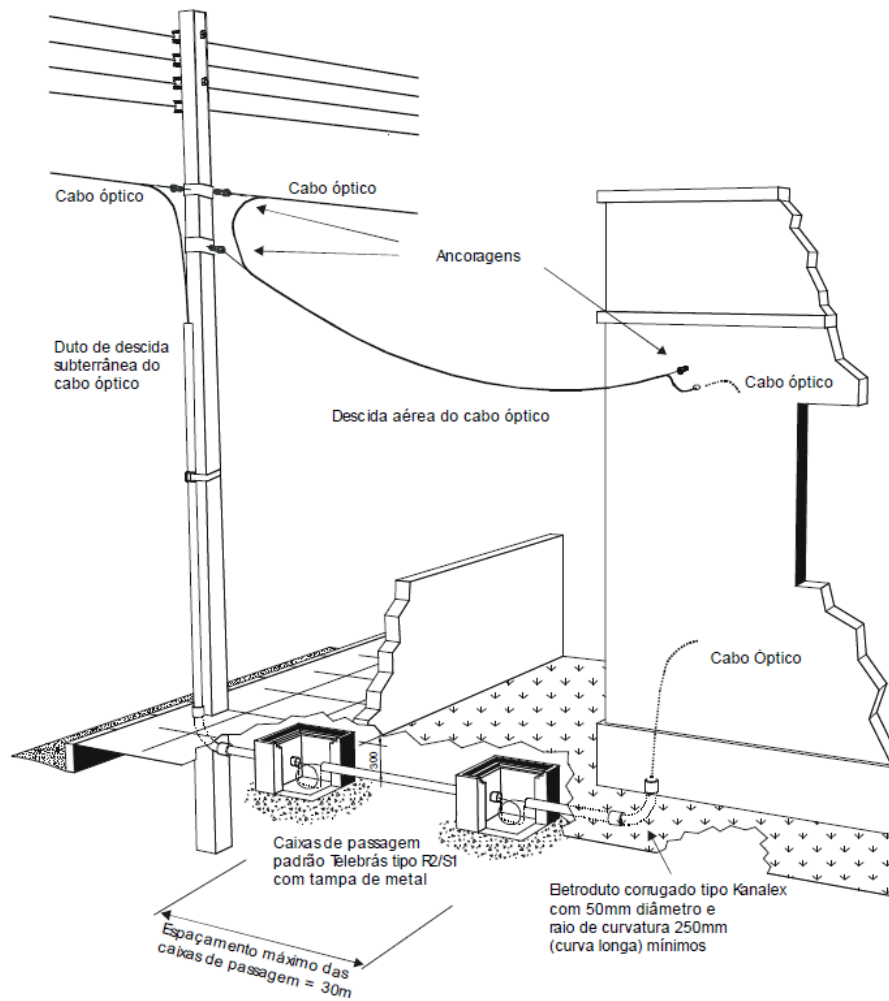 Cabo óptico
Cabo óptico
Ancoragens
Duto de descida
subterrânea do
cabo óptico
Cabo óptico
Descida aérea do cabo óptico
Cabo Óptico
300
Caixas de passagem
padrão Telebrás tipo R2/S1
com tampa de metal
Eletroduto corrugado tipo Kanalex
com 50mm diâmetro e
raio de curvatura 250mm
(curva longa) mínimos
Espaçamento máximo das
caixas de passagem = 30m